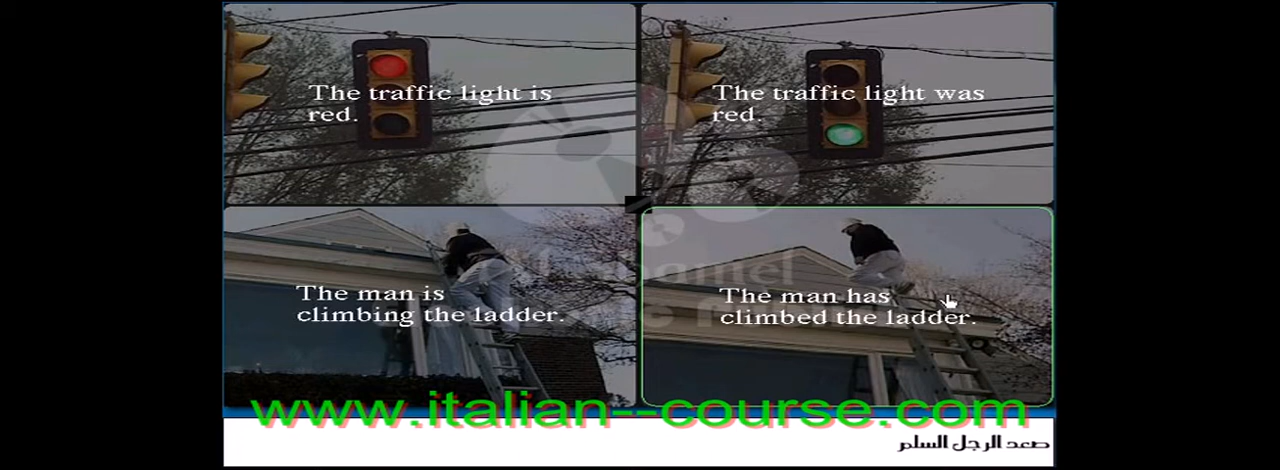 The traffic light is
red.
The traffic light was
red.
The man is
climbing the ladder.
The man has
climbed the ladder.
www.italian--course.com
صعد الرجل السلم